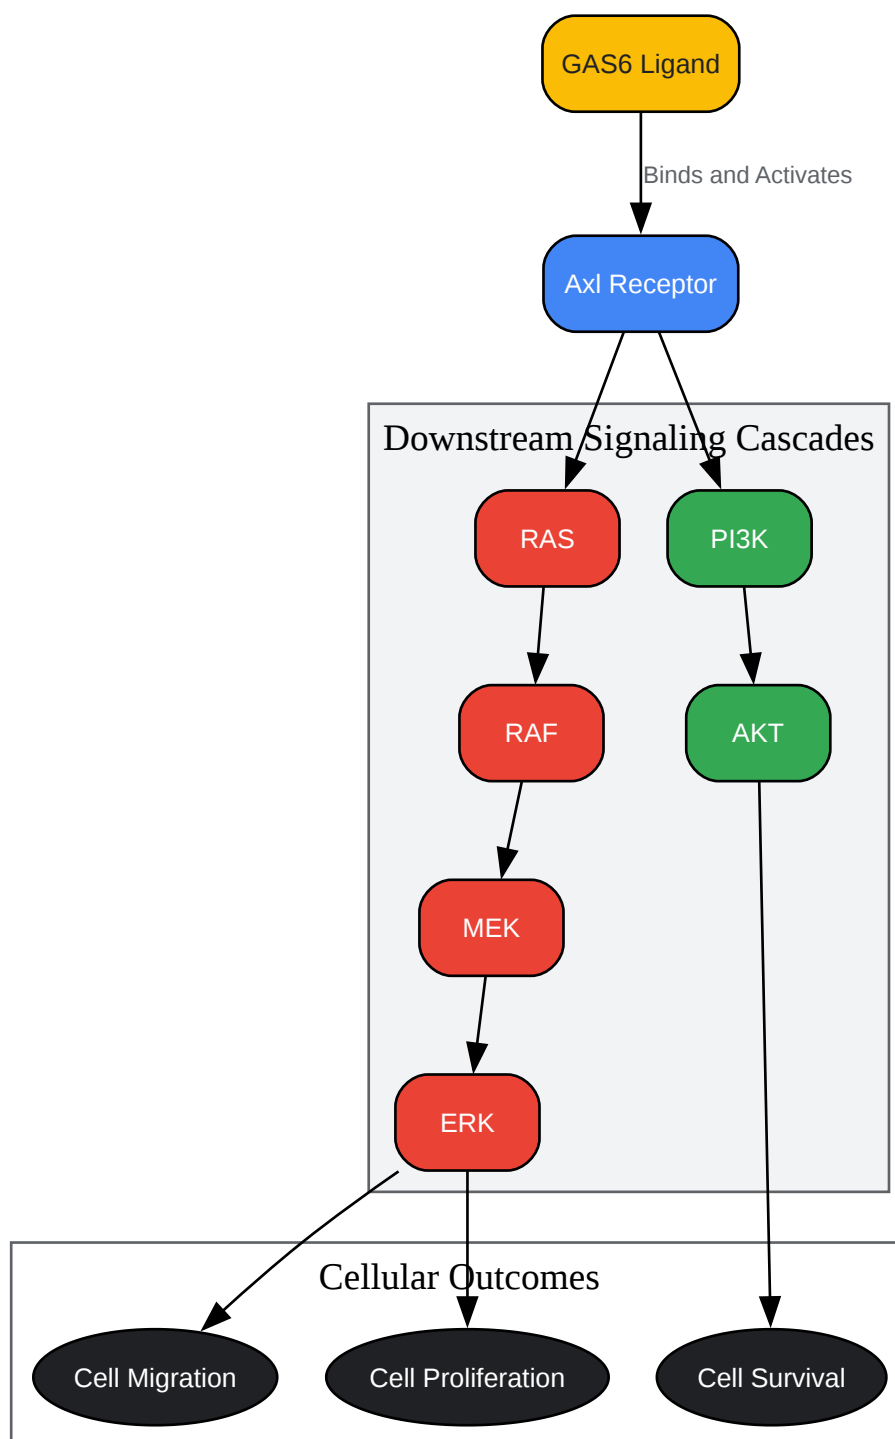 GAS6 Ligand
Binds and Activates
Axl Receptor
Downstream Signaling Cascades
RAS
PI3K
RAF
AKT
MEK
ERK
Cellular Outcomes
Cell Migration
Cell Proliferation
Cell Survival